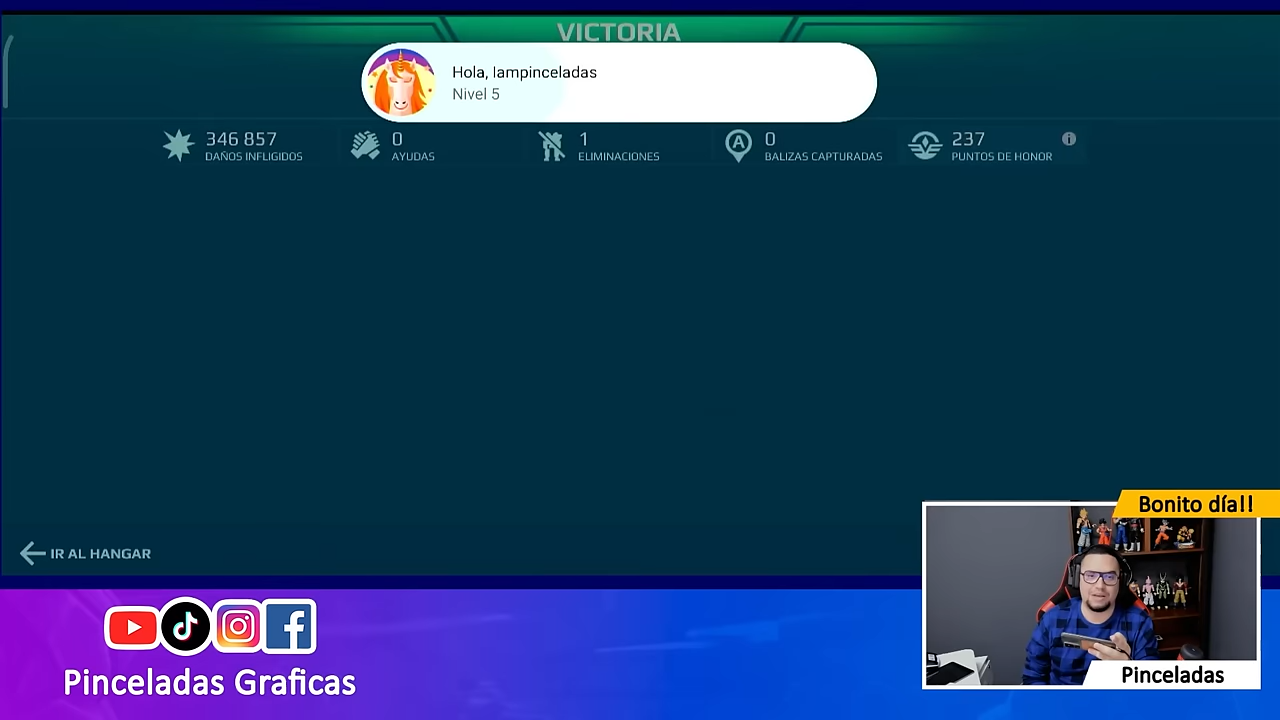 VICTORIA
Hola, lampinceladas
Nivel 5
346 857
DAÑOS INFLIGIDOS
0
AYUDAS
1
ELIMINACIONES
A
0
BALIZAS CAPTURADAS
237
PUNTOS DE HONOR
i
IR AL HANGAR
Bonito día!!
Pinceladas Graficas
Pinceladas